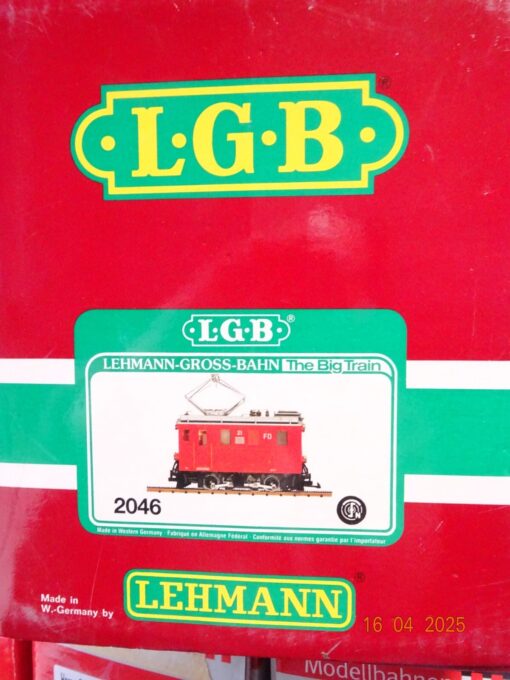 L·G·B ®
·L·G·B· ®
LEHMANN-GROSS-BAHN The Big Train
FO
2046
Made in Western Germany · Fabriqué en Allemagne Fédéral · Conformité aux normes garantie par l'importateur
Made in
W.-Germany by
LEHMANN ®
16 04 2025
Modellbahnen